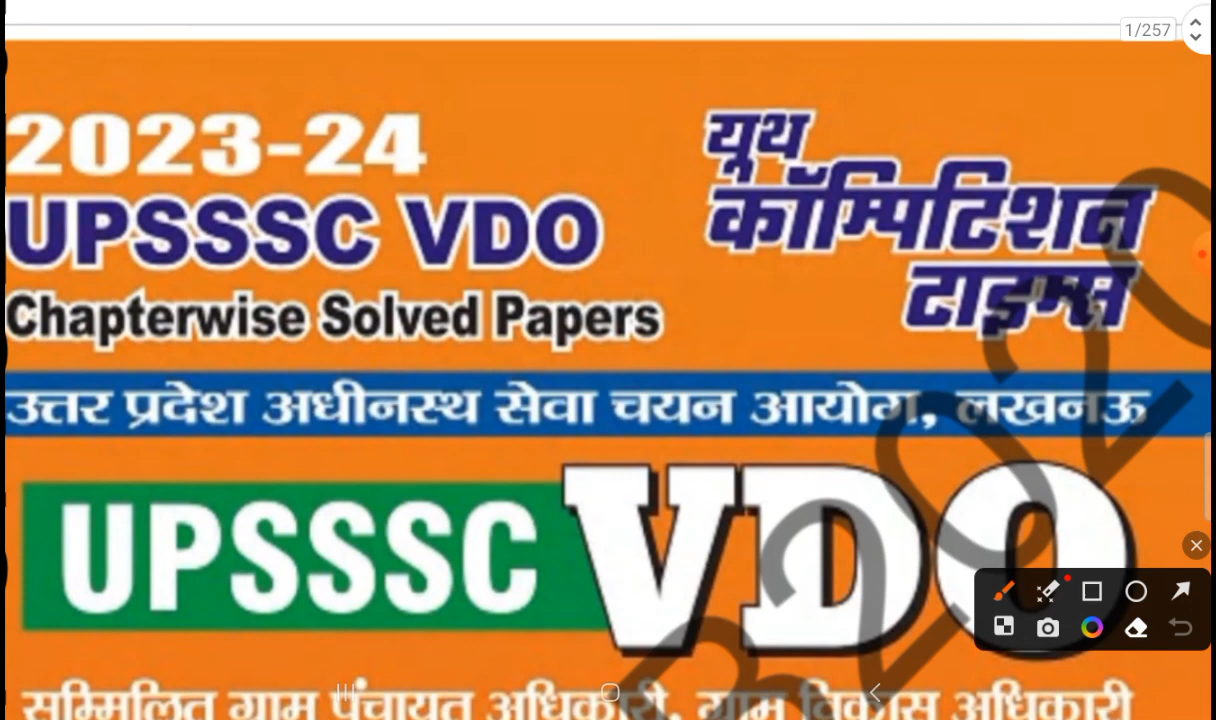 1/257
2023-24
UPSSSC VDO
Chapterwise Solved Papers
यूथ
कॉम्पिटिशन
टाइम्स
उत्तर प्रदेश अधीनस्थ सेवा चयन आयोग, लखनऊ
UPSSSC VDO
सम्मिलित ग्राम पंचायत अधिकारी, ग्राम विकास अधिकारी